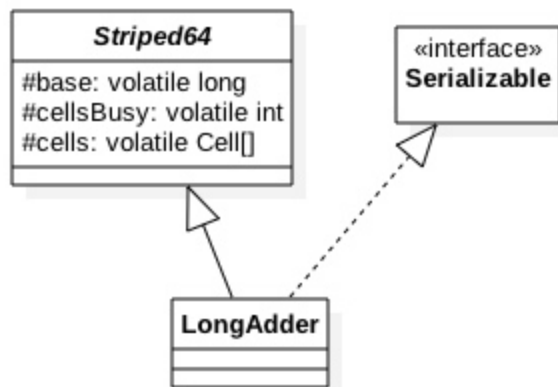 Striped64
#base: volatile long
#cellsBusy: volatile int
#cells: volatile Cell[]
«interface»
Serializable
LongAdder